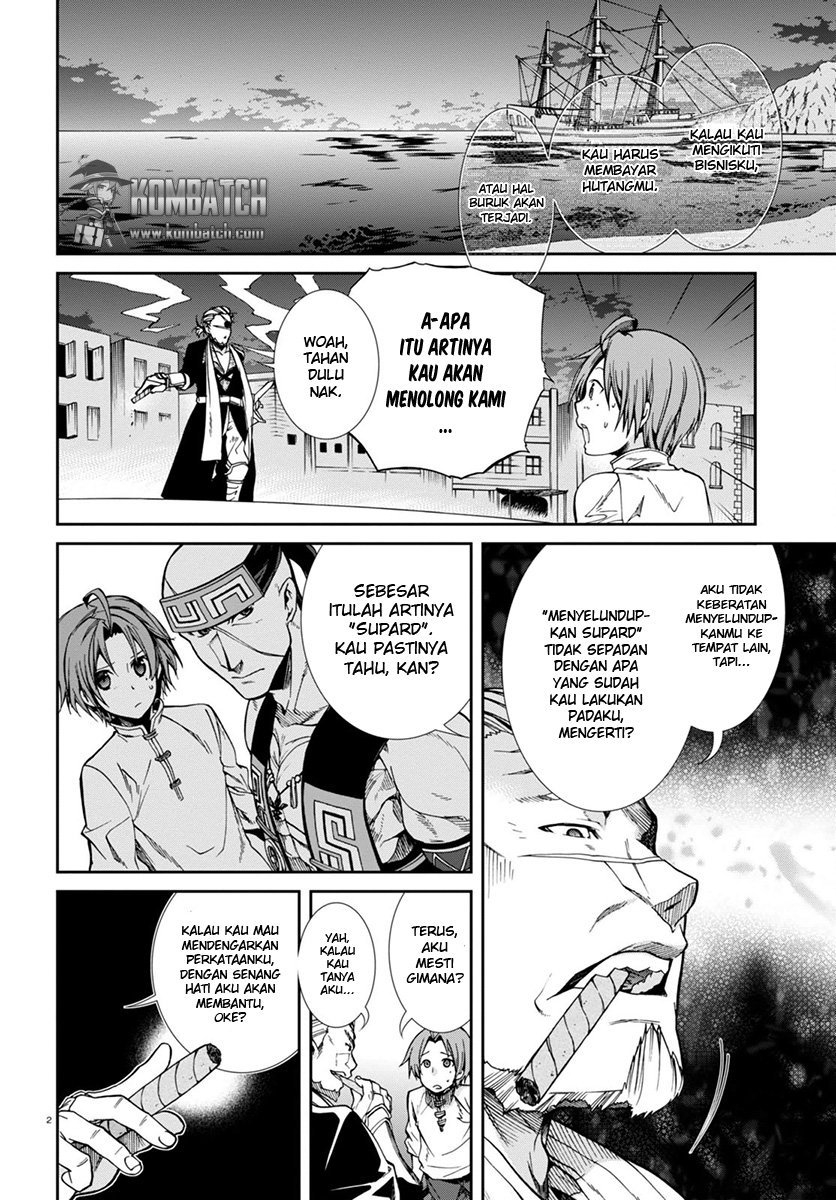 KALAU KAU
MENGIKUTI
BISNISKU,
KAU HARUS
MEMBAYAR
HUTANGMU.
ATAU HAL
BURUK AKAN
TERJADI.
KOMBATCH
www.kombatch.com
A-APA
ITU ARTINYA
KAU AKAN
MENOLONG KAMI
...
WOAH,
TAHAN
DULU
NAK.
AKU TIDAK
KEBERATAN
MENYELUNDUP-
KANMU KE
TEMPAT LAIN,
TAPI...
"MENYELUNDUP-
KAN SUPARD"
TIDAK SEPADAN
DENGAN APA
YANG SUDAH
KAU LAKUKAN
PADAKU,
MENGERTI?
SEBESAR
ITULAH ARTINYA
"SUPARD".
KAU PASTINYA
TAHU, KAN?
TERUS,
AKU
MESTI
GIMANA?
YAH,
KALAU
KAU
TANYA
AKU...
KALAU KAU MAU
MENDENGARKAN
PERKATAANKU,
DENGAN SENANG
HATI AKU AKAN
MEMBANTU,
OKE?
2